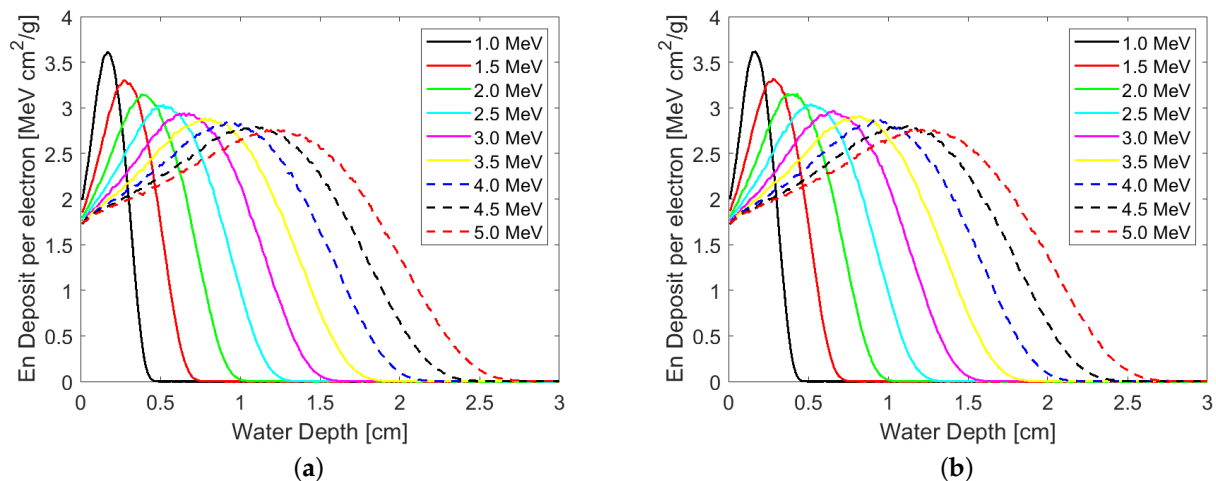 En Deposit per electron [MeV cm²/g]
4
3.5
3
2.5
2
1.5
1
0.5
0
0 0.5 1 1.5 2 2.5 3
Water Depth [cm]
1.0 MeV
1.5 MeV
2.0 MeV
2.5 MeV
3.0 MeV
3.5 MeV
4.0 MeV
4.5 MeV
5.0 MeV
(a)
En Deposit per electron [MeV cm²/g]
4
3.5
3
2.5
2
1.5
1
0.5
0
0 0.5 1 1.5 2 2.5 3
Water Depth [cm]
1.0 MeV
1.5 MeV
2.0 MeV
2.5 MeV
3.0 MeV
3.5 MeV
4.0 MeV
4.5 MeV
5.0 MeV
(b)